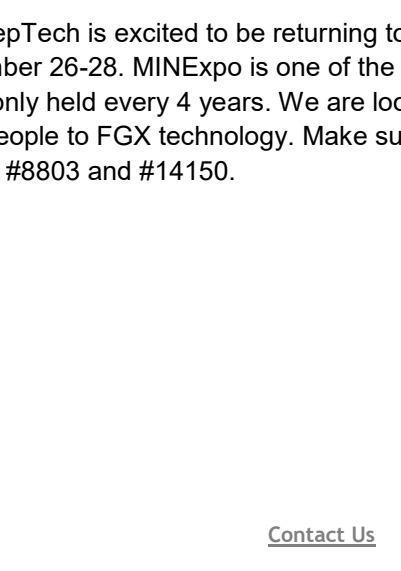 epTech is excited to be returning to
ber 26-28. MINExpo is one of the
only held every 4 years. We are loo
eople to FGX technology. Make su
#8803 and #14150.
Contact Us